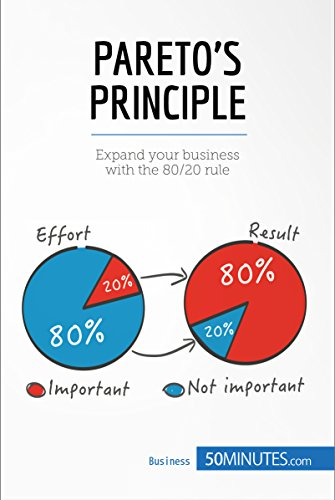 PARETO'S
PRINCIPLE
Expand your business
with the 80/20 rule
Effort
Result
20%
80%
80%
20%
Important
Not important
Business
50MINUTES.com